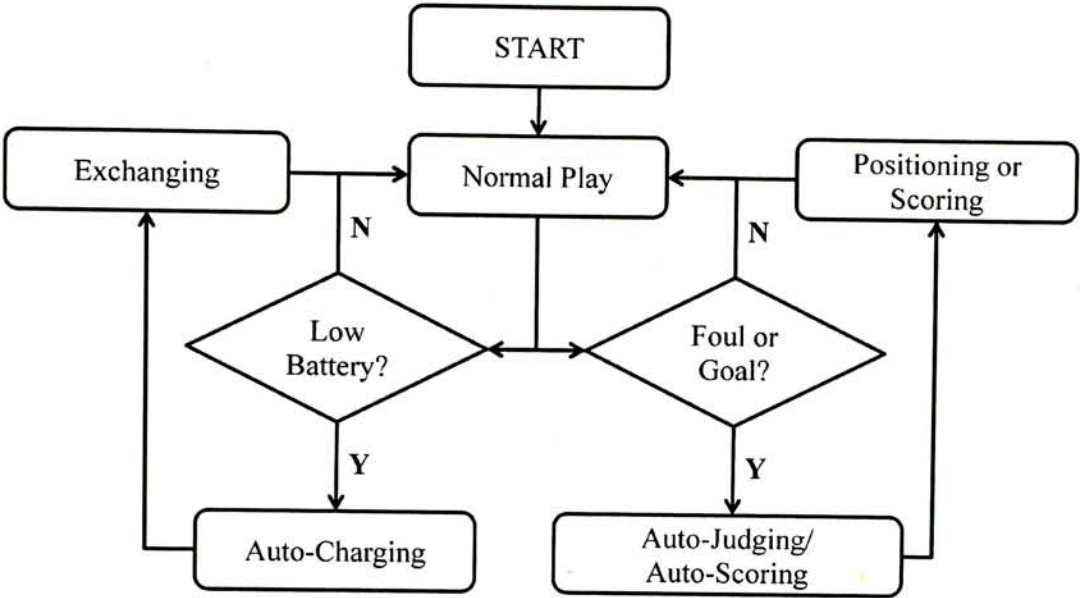 START
Exchanging
Normal Play
Positioning or
Scoring
N
N
Low
Battery?
Foul or
Goal?
Y
Y
Auto-Charging
Auto-Judging/
Auto-Scoring